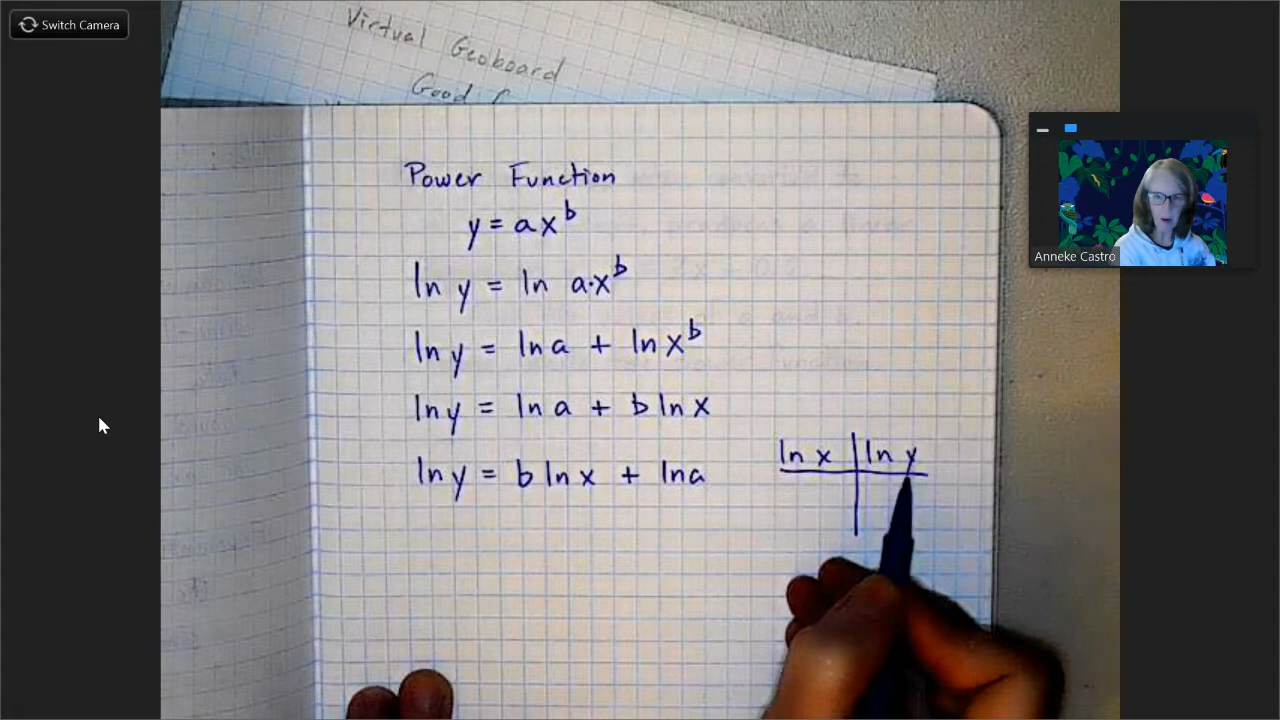 Switch Camera
Virtual Geoboard
Good
Power Function
y = ax^b
ln y = ln a·x^b
ln y = ln a + ln x^b
ln y = ln a + b ln x
ln y = b ln x + ln a
ln x | ln y
Anneke Castro